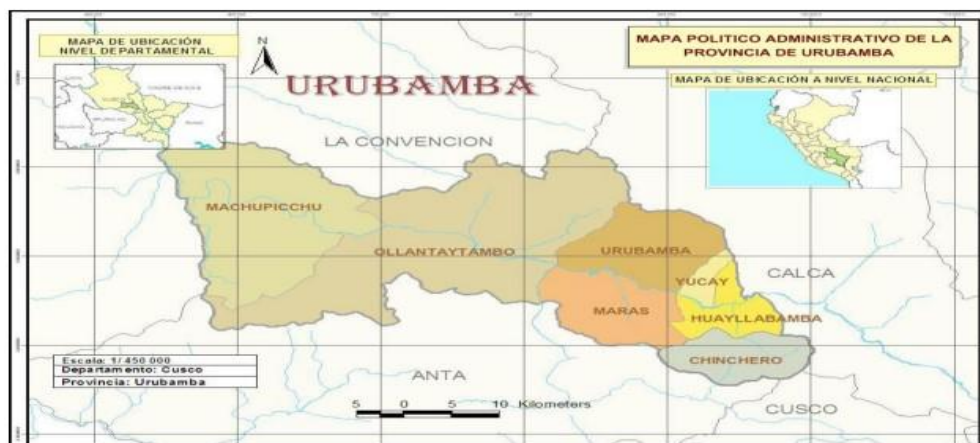 MAPA DE UBICACIÓN
NIVEL DEPARTAMENTAL
N
URUBAMBA
MAPA POLITICO ADMINISTRATIVO DE LA
PROVINCIA DE URUBAMBA
MAPA DE UBICACIÓN A NIVEL NACIONAL
LA CONVENCION
MACHUPICCHU
OLLANTAYTAMBO
URUBAMBA
YUCAY
CALCA
MARAS
HUAYLLABAMBA
CHINCHERO
ANTA
CUSCO
Escala: 1/450 000
Departamento: Cusco
Provincia: Urubamba
5 0 5 10 Kilometers